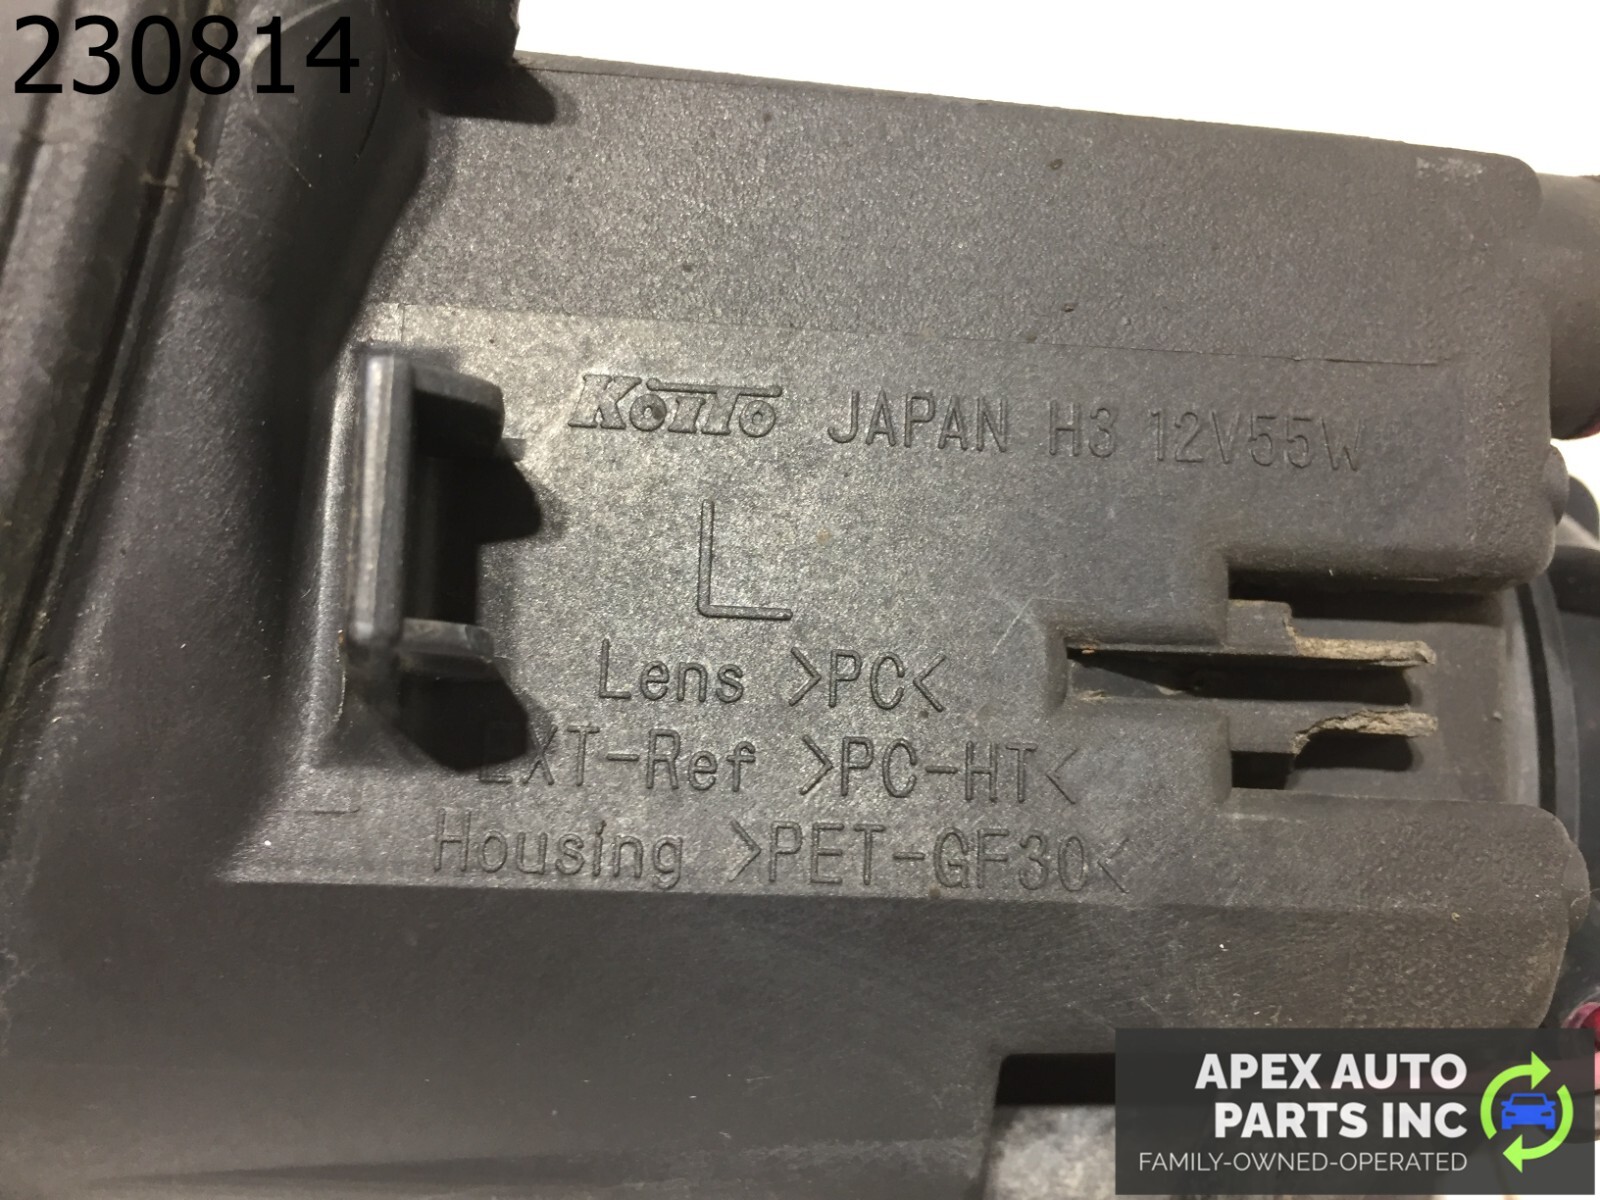 230814
KOITO JAPAN H3 12V55W
L
Lens >PC<
EXT-Ref >PC-HT<
Housing >PET-GF30<
APEX AUTO
PARTS INC
FAMILY-OWNED-OPERATED